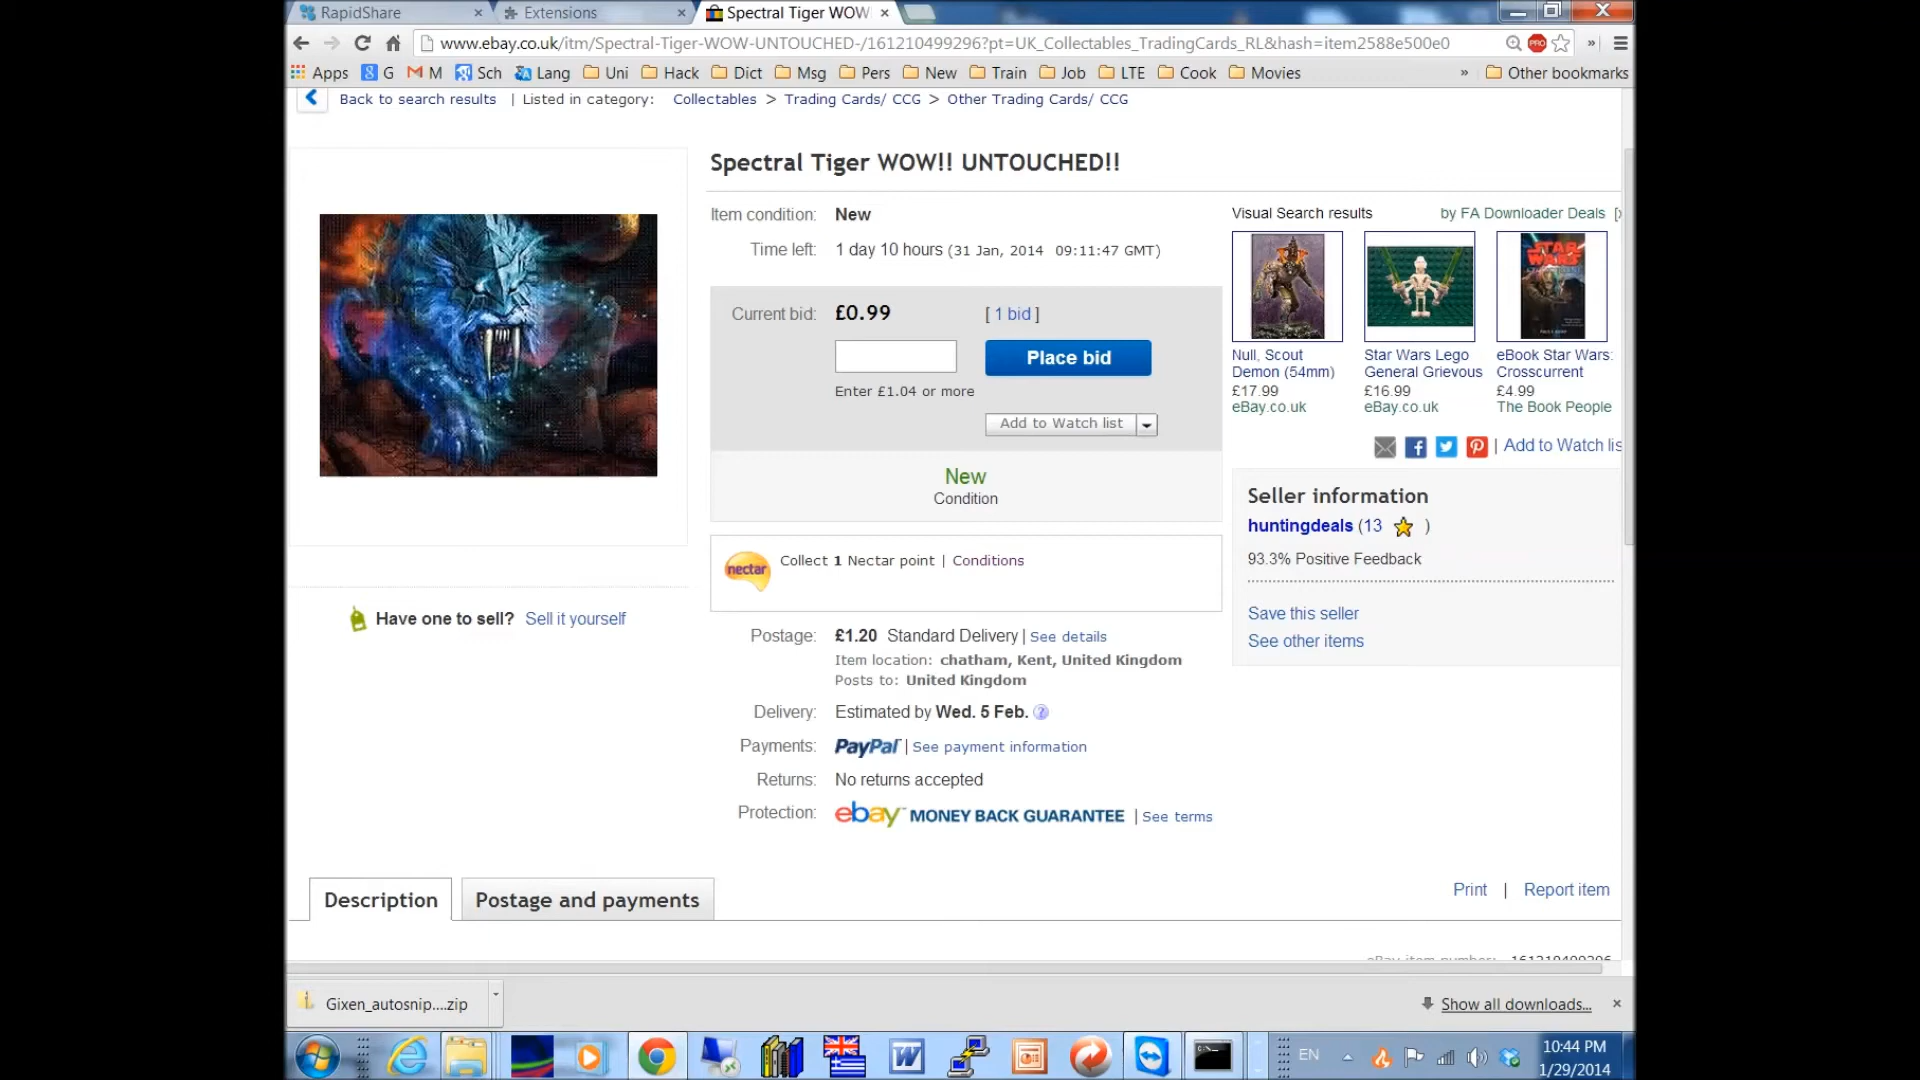 RapidShare
Extensions
Spectral Tiger WOW
www.ebay.co.uk/itm/Spectral-Tiger-WOW-UNTOUCHED-/161210499296?pt=UK_Collectables_TradingCards_RL&hash=item2588e500e0
PRO
»
Apps G M Sch Lang Uni Hack Dict Msg Pers New Train Job LTE Cook Movies » Other bookmarks
Back to search results | Listed in category: Collectables > Trading Cards/ CCG > Other Trading Cards/ CCG
Spectral Tiger WOW!! UNTOUCHED!!
Item condition: New
Time left: 1 day 10 hours (31 Jan, 2014 09:11:47 GMT)
Current bid: £0.99 [ 1 bid ]
Place bid
Enter £1.04 or more
Add to Watch list
New
Condition
nectar
Collect 1 Nectar point | Conditions
Have one to sell? Sell it yourself
Postage: £1.20 Standard Delivery | See details
Item location: chatham, Kent, United Kingdom
Posts to: United Kingdom
Delivery: Estimated by Wed. 5 Feb.
Payments: PayPal | See payment information
Returns: No returns accepted
Protection: ebay MONEY BACK GUARANTEE | See terms
Visual Search results by FA Downloader Deals
STAR
WARS
Null, Scout
Demon (54mm)
£17.99
eBay.co.uk
Star Wars Lego
General Grievous
£16.99
eBay.co.uk
eBook Star Wars:
Crosscurrent
£4.99
The Book People
| Add to Watch lis
Seller information
huntingdeals (13 )
93.3% Positive Feedback
Save this seller
See other items
Description
Postage and payments
Print | Report item
eBay item number: 161210499296
Gixen_autosnip....zip
Show all downloads...
EN
10:44 PM
1/29/2014